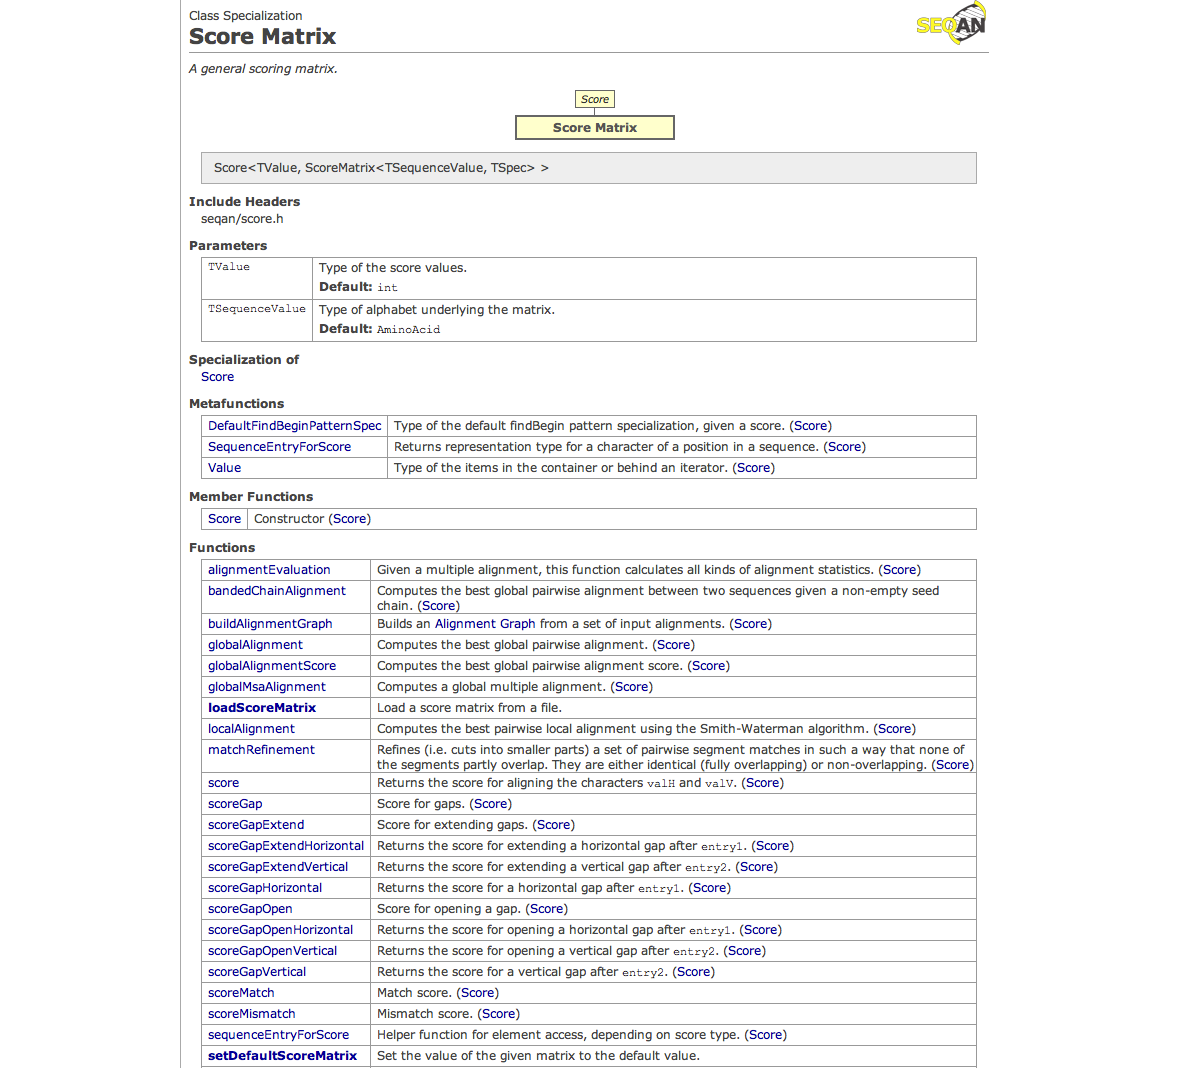 Class Specialization
SEQAN
Score Matrix
A general scoring matrix.
Score
Score Matrix
Score<TValue, ScoreMatrix<TSequenceValue, TSpec> >
Include Headers
seqan/score.h
Parameters
TValue Type of the score values.
Default: int
TSequenceValue Type of alphabet underlying the matrix.
Default: AminoAcid
Specialization of
Score
Metafunctions
DefaultFindBeginPatternSpec Type of the default findBegin pattern specialization, given a score. (Score)
SequenceEntryForScore Returns representation type for a character of a position in a sequence. (Score)
Value Type of the items in the container or behind an iterator. (Score)
Member Functions
Score Constructor (Score)
Functions
alignmentEvaluation Given a multiple alignment, this function calculates all kinds of alignment statistics. (Score)
bandedChainAlignment Computes the best global pairwise alignment between two sequences given a non-empty seed
chain. (Score)
buildAlignmentGraph Builds an Alignment Graph from a set of input alignments. (Score)
globalAlignment Computes the best global pairwise alignment. (Score)
globalAlignmentScore Computes the best global pairwise alignment score. (Score)
globalMsaAlignment Computes a global multiple alignment. (Score)
loadScoreMatrix Load a score matrix from a file.
localAlignment Computes the best pairwise local alignment using the Smith-Waterman algorithm. (Score)
matchRefinement Refines (i.e. cuts into smaller parts) a set of pairwise segment matches in such a way that none of
the segments partly overlap. They are either identical (fully overlapping) or non-overlapping. (Score)
score Returns the score for aligning the characters valH and valV. (Score)
scoreGap Score for gaps. (Score)
scoreGapExtend Score for extending gaps. (Score)
scoreGapExtendHorizontal Returns the score for extending a horizontal gap after entry1. (Score)
scoreGapExtendVertical Returns the score for extending a vertical gap after entry2. (Score)
scoreGapHorizontal Returns the score for a horizontal gap after entry1. (Score)
scoreGapOpen Score for opening a gap. (Score)
scoreGapOpenHorizontal Returns the score for opening a horizontal gap after entry1. (Score)
scoreGapOpenVertical Returns the score for opening a vertical gap after entry2. (Score)
scoreGapVertical Returns the score for a vertical gap after entry2. (Score)
scoreMatch Match score. (Score)
scoreMismatch Mismatch score. (Score)
sequenceEntryForScore Helper function for element access, depending on score type. (Score)
setDefaultScoreMatrix Set the value of the given matrix to the default value.